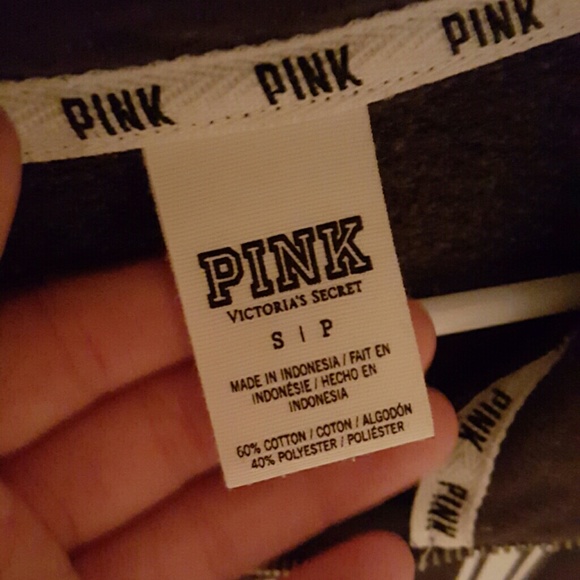 PINK PINK PINK
PINK
VICTORIA'S SECRET
S | P
MADE IN INDONESIA / FAIT EN
INDONÉSIE / HECHO EN
INDONESIA
60% COTTON / COTON / ALGODÓN
40% POLYESTER / POLIÉSTER
PINK
PINK